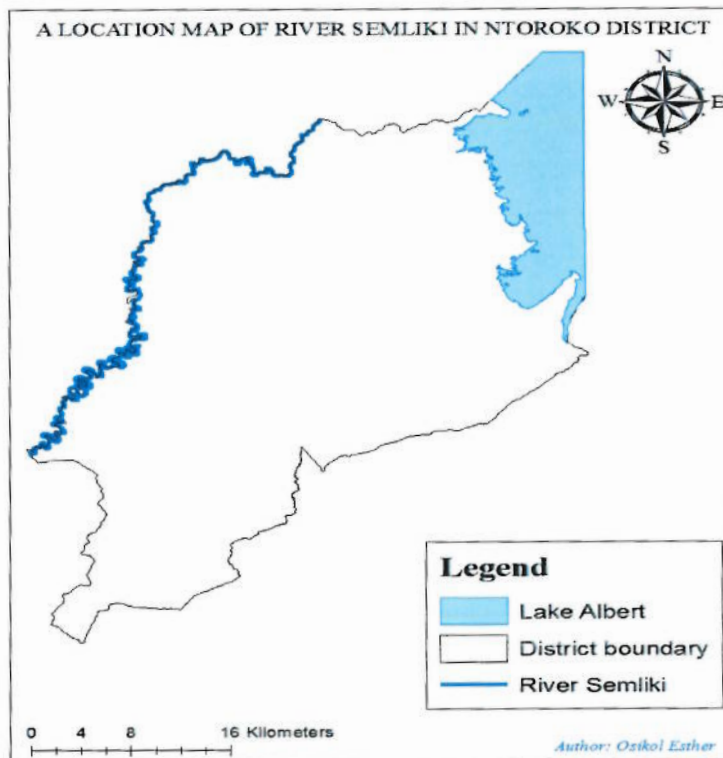 A LOCATION MAP OF RIVER SEMLIKI IN NTOROKO DISTRICT
N
W E
S
Legend
Lake Albert
District boundary
River Semliki
0 4 8 16 Kilometers
Author: Osikol Esther